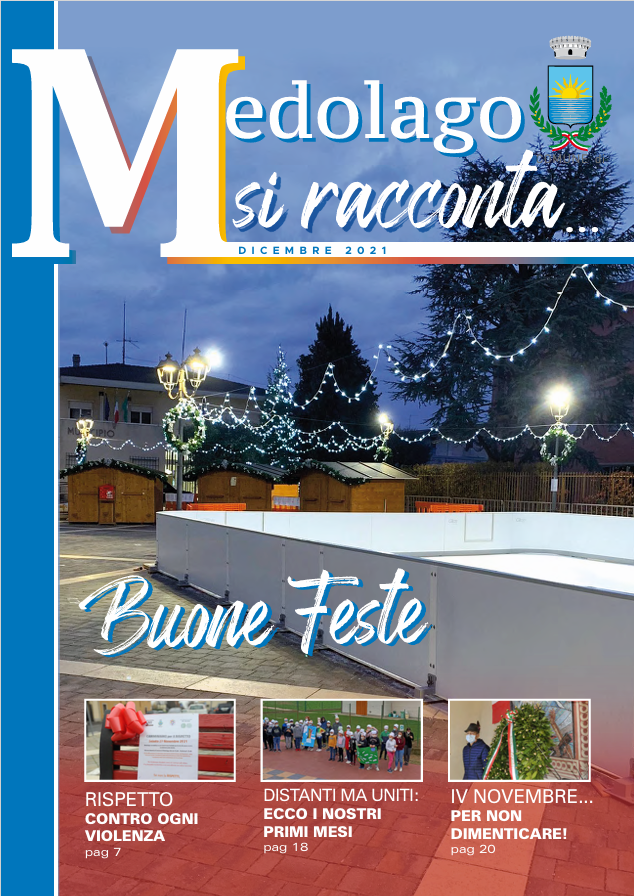 Medolago
si racconta...
DICEMBRE 2021
Buone Feste
RISPETTO
CONTRO OGNI
VIOLENZA
pag 7
DISTANTI MA UNITI:
ECCO I NOSTRI
PRIMI MESI
pag 18
IV NOVEMBRE...
PER NON
DIMENTICARE!
pag 20